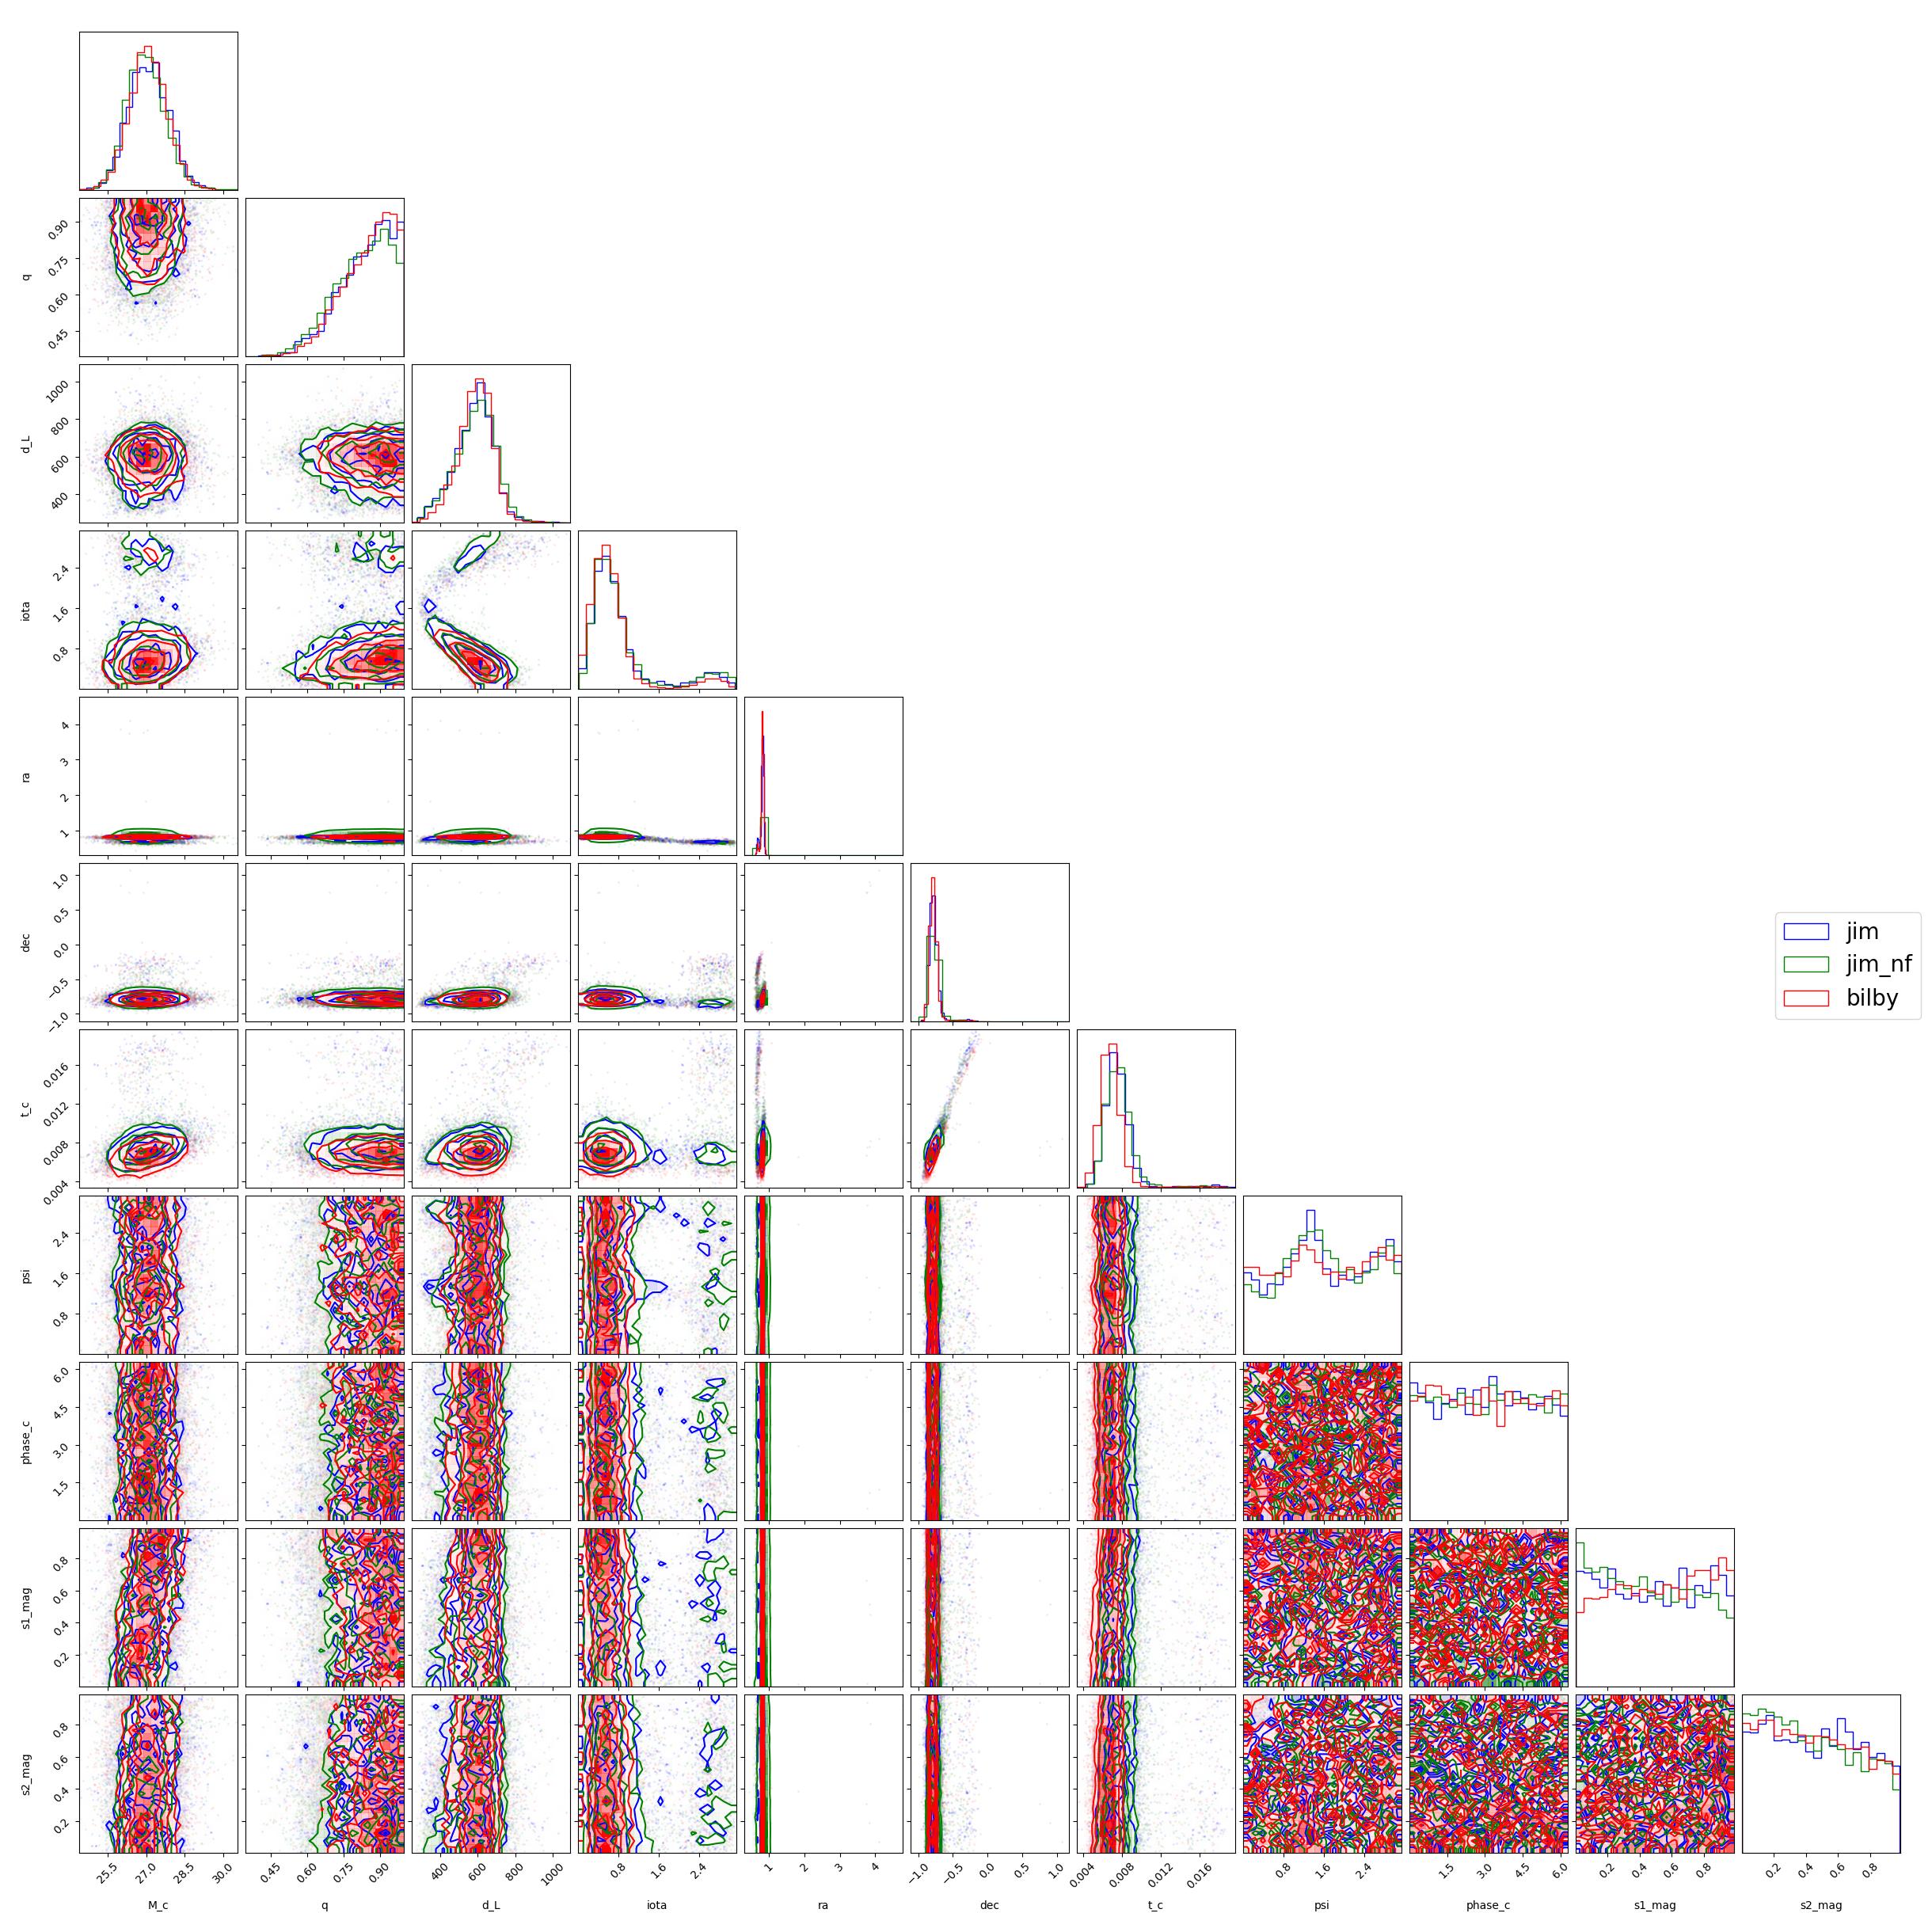 0.90
0.75
0.60
0.45
q
1000
800
600
400
d_L
2.4
1.6
0.8
iota
4
3
2
1
ra
1.0
0.5
0.0
−0.5
−1.0
dec
jim
jim_nf
bilby
0.016
0.012
0.008
0.004
t_c
2.4
1.6
0.8
psi
6.0
4.5
3.0
1.5
phase_c
0.8
0.6
0.4
0.2
s1_mag
0.8
0.6
0.4
0.2
s2_mag
25.5 27.0 28.5 30.0 0.45 0.60 0.75 0.90 400 600 800 1000 0.8 1.6 2.4 1 2 3 4 −1.0 −0.5 0.0 0.5 1.0 0.004 0.008 0.012 0.016 0.8 1.6 2.4 1.5 3.0 4.5 6.0 0.2 0.4 0.6 0.8 0.2 0.4 0.6 0.8
M_c q d_L iota ra dec t_c psi phase_c s1_mag s2_mag